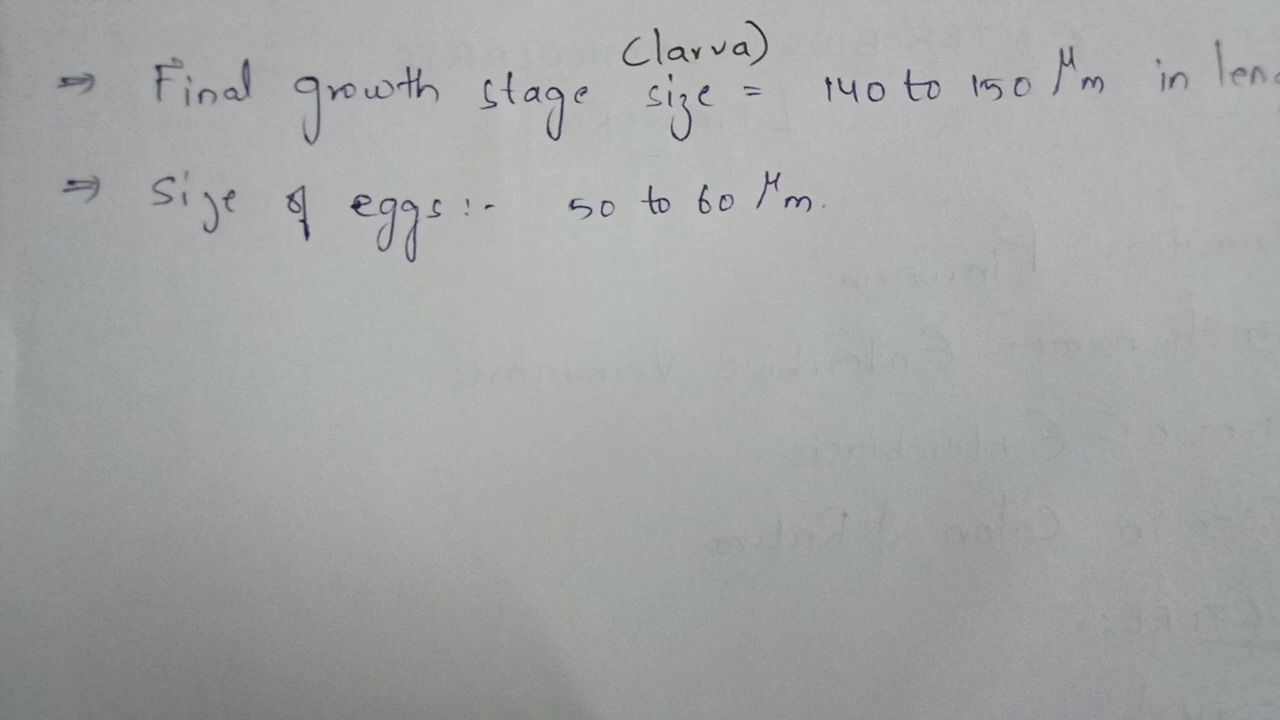 (larva)
⇒ Final growth stage size = 140 to 150 µm in len
⇒ Size of eggs:- 50 to 60 µm.